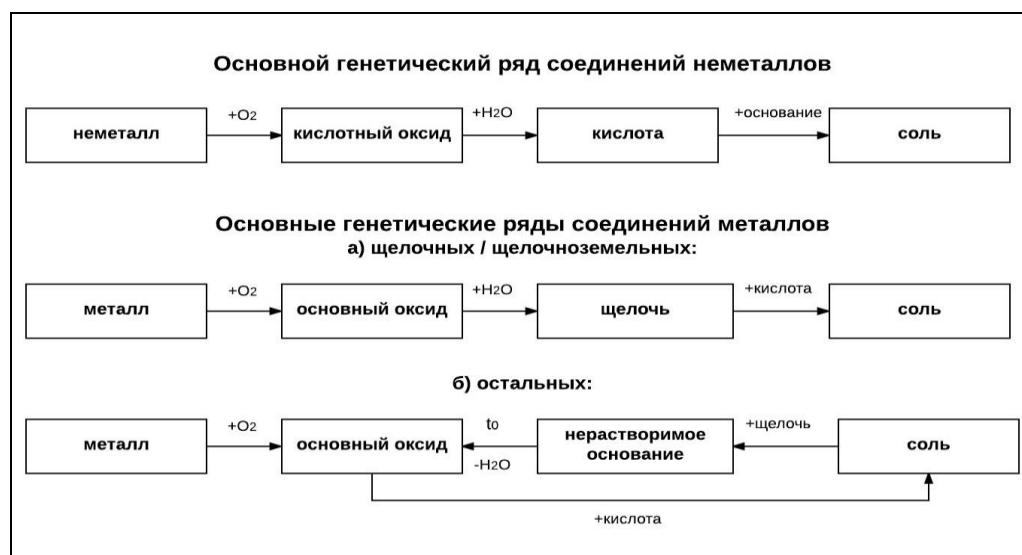 Основной генетический ряд соединений неметаллов
+O2
+H2O
+основание
неметалл
кислотный оксид
кислота
соль
Основные генетические ряды соединений металлов
а) щелочных / щелочноземельных:
+O2
+H2O
+кислота
металл
основный оксид
щелочь
соль
б) остальных:
+O2
to
+щелочь
металл
основный оксид
нерастворимое
основание
соль
-H2O
+кислота